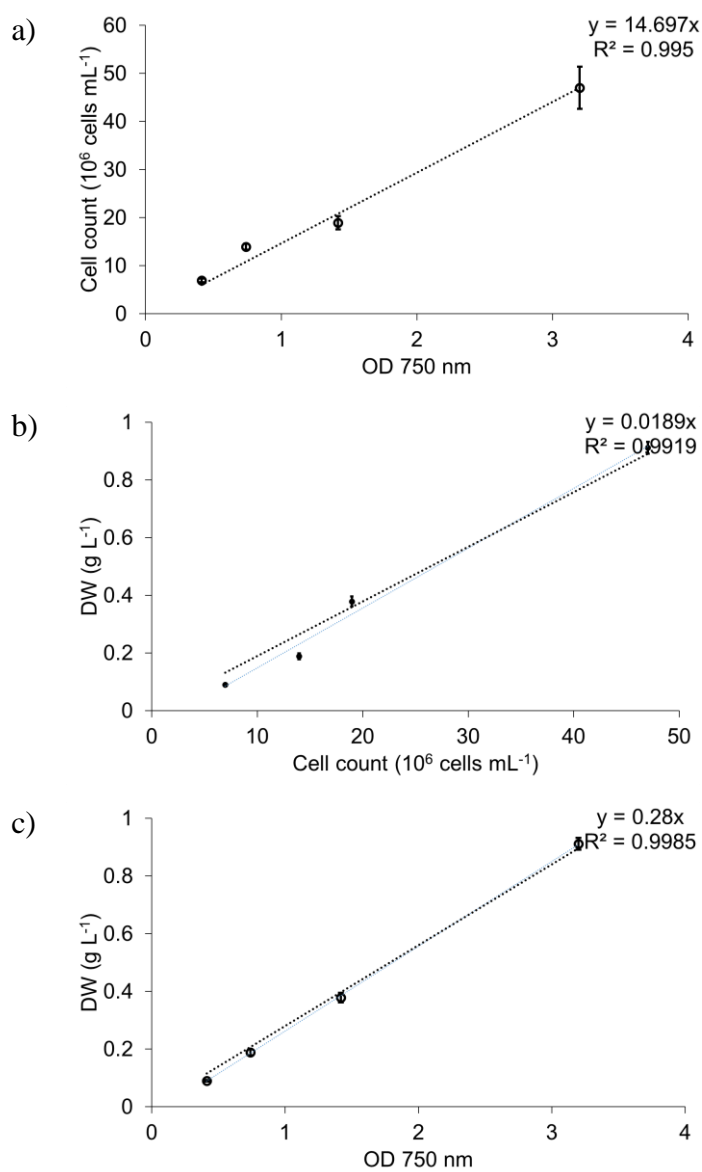 a)
y = 14.697x
R² = 0.995
Cell count (10⁶ cells mL⁻¹)
60
50
40
30
20
10
0
0 1 2 3 4
OD 750 nm
b)
y = 0.0189x
R² = 0.9919
DW (g L⁻¹)
1
0.8
0.6
0.4
0.2
0
0 10 20 30 40 50
Cell count (10⁶ cells mL⁻¹)
c)
y = 0.28x
R² = 0.9985
DW (g L⁻¹)
1
0.8
0.6
0.4
0.2
0
0 1 2 3 4
OD 750 nm